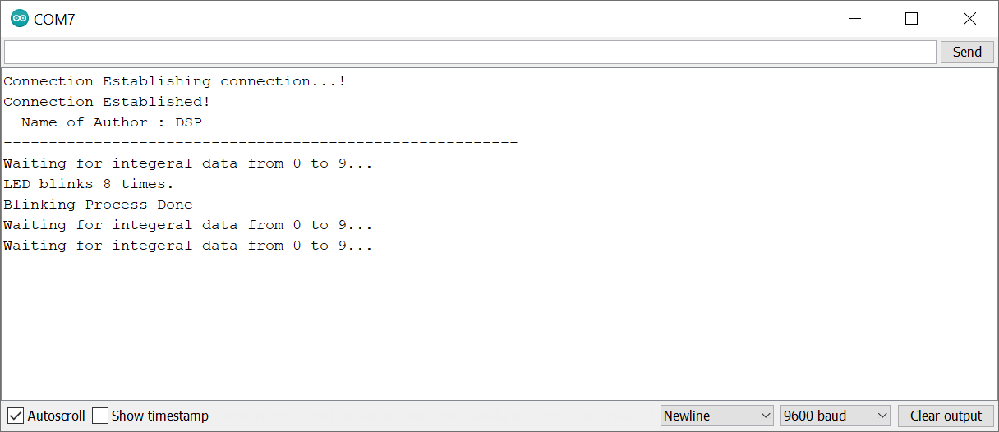 COM7
Send
Connection Establishing connection...!
Connection Established!
- Name of Author : DSP -
---------------------------------------------------------
Waiting for integeral data from 0 to 9...
LED blinks 8 times.
Blinking Process Done
Waiting for integeral data from 0 to 9...
Waiting for integeral data from 0 to 9...
Autoscroll Show timestamp Newline 9600 baud Clear output